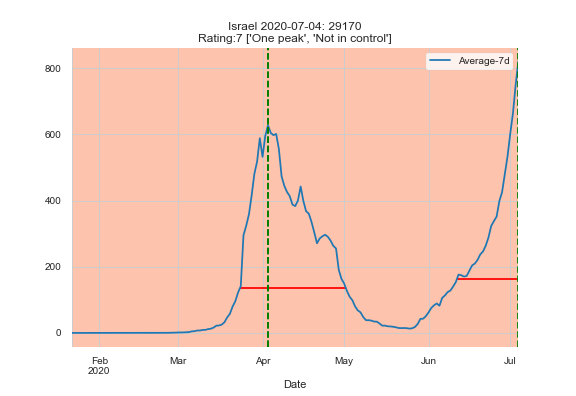 Israel 2020-07-04: 29170
Rating:7 ['One peak', 'Not in control']
Average-7d
800
600
400
200
0
Feb
2020
Mar
Apr
May
Jun
Jul
Date